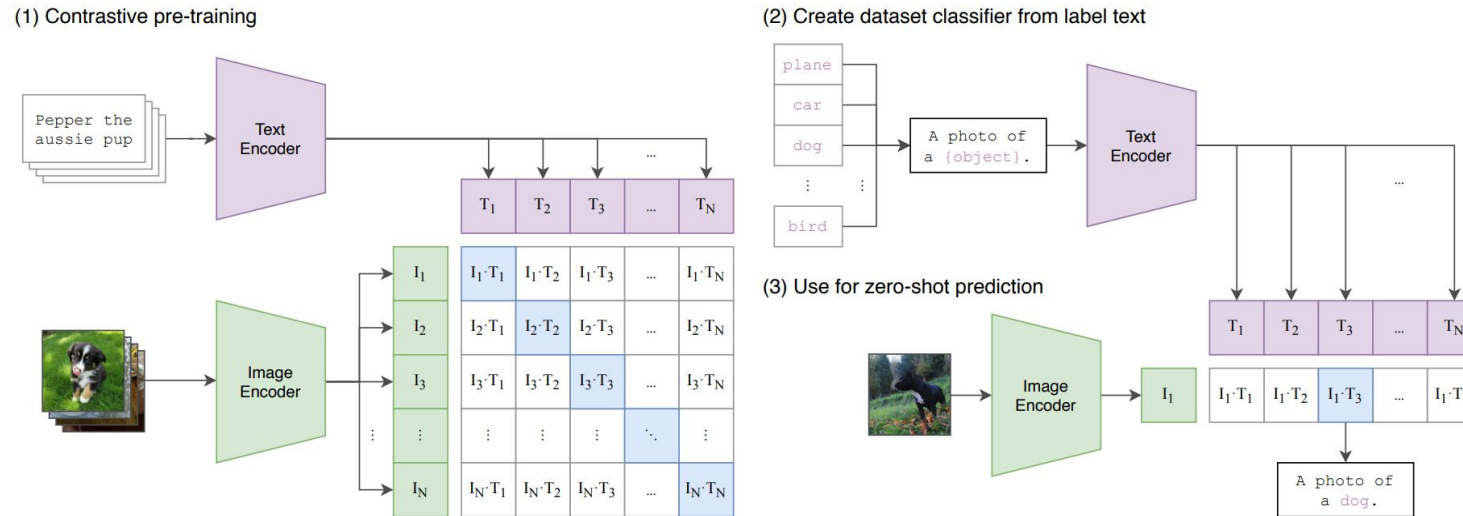 (1) Contrastive pre-training
Pepper the
aussie pup
Text
Encoder
...
T1 T2 T3 ... TN
I1 I1·T1 I1·T2 I1·T3 ... I1·TN
I2 I2·T1 I2·T2 I2·T3 ... I2·TN
Image
Encoder
I3 I3·T1 I3·T2 I3·T3 ... I3·TN
⋮ ⋮ ⋮ ⋮ ⋮ ⋱ ⋮
IN IN·T1 IN·T2 IN·T3 ... IN·TN
(2) Create dataset classifier from label text
plane
car
dog
⋮ ⋮
bird
A photo of
a {object}.
Text
Encoder
...
(3) Use for zero-shot prediction
T1 T2 T3 ... TN
Image
Encoder
I1 I1·T1 I1·T2 I1·T3 ...
A photo of
a dog.